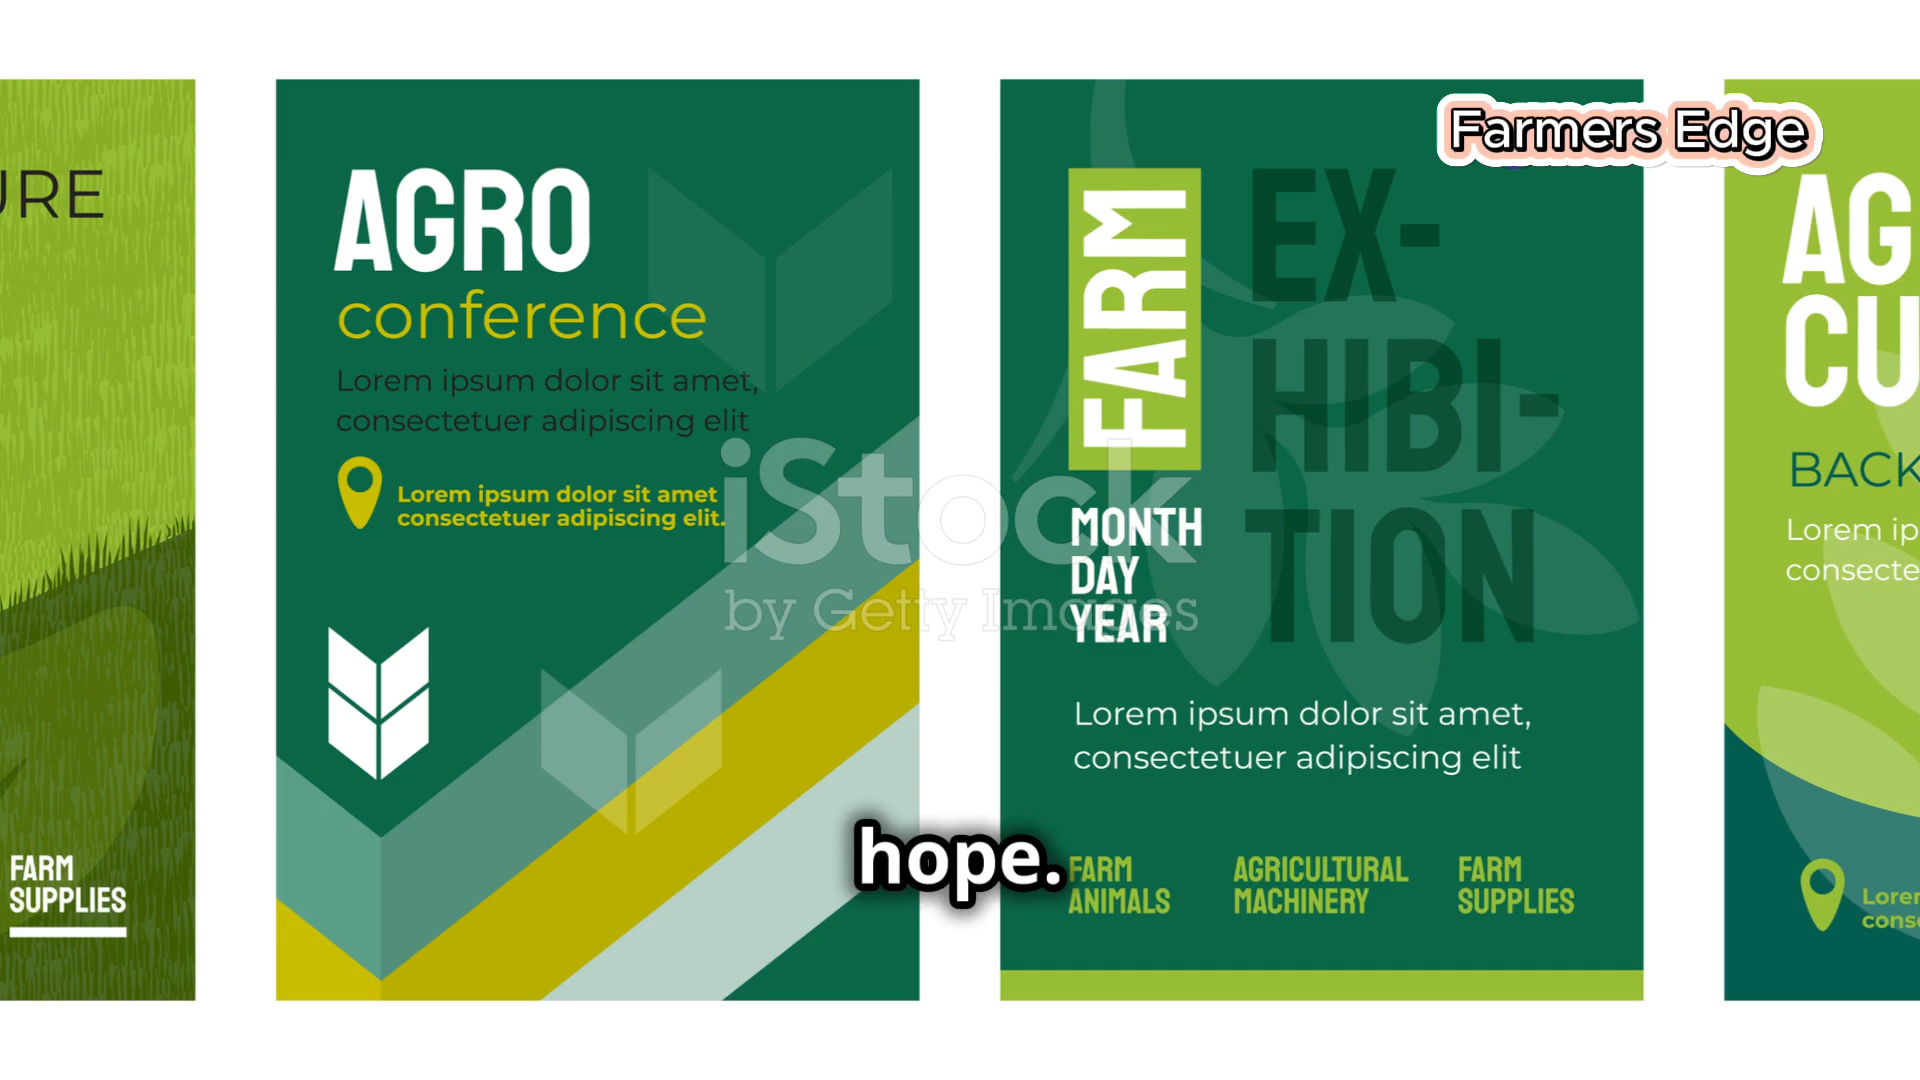 URE
FARM
SUPPLIES
AGRO
conference
Lorem ipsum dolor sit amet,
consectetuer adipiscing elit
Lorem ipsum dolor sit amet
consectetuer adipiscing elit.
iStock
by Getty Images
hope.
FARM
EX-
HIBI-
TION
MONTH
DAY
YEAR
Lorem ipsum dolor sit amet,
consectetuer adipiscing elit
FARM
ANIMALS
AGRICULTURAL
MACHINERY
FARM
SUPPLIES
Farmers Edge
AG
CU
BACK
Lorem ip
consecte
Lorer
conse